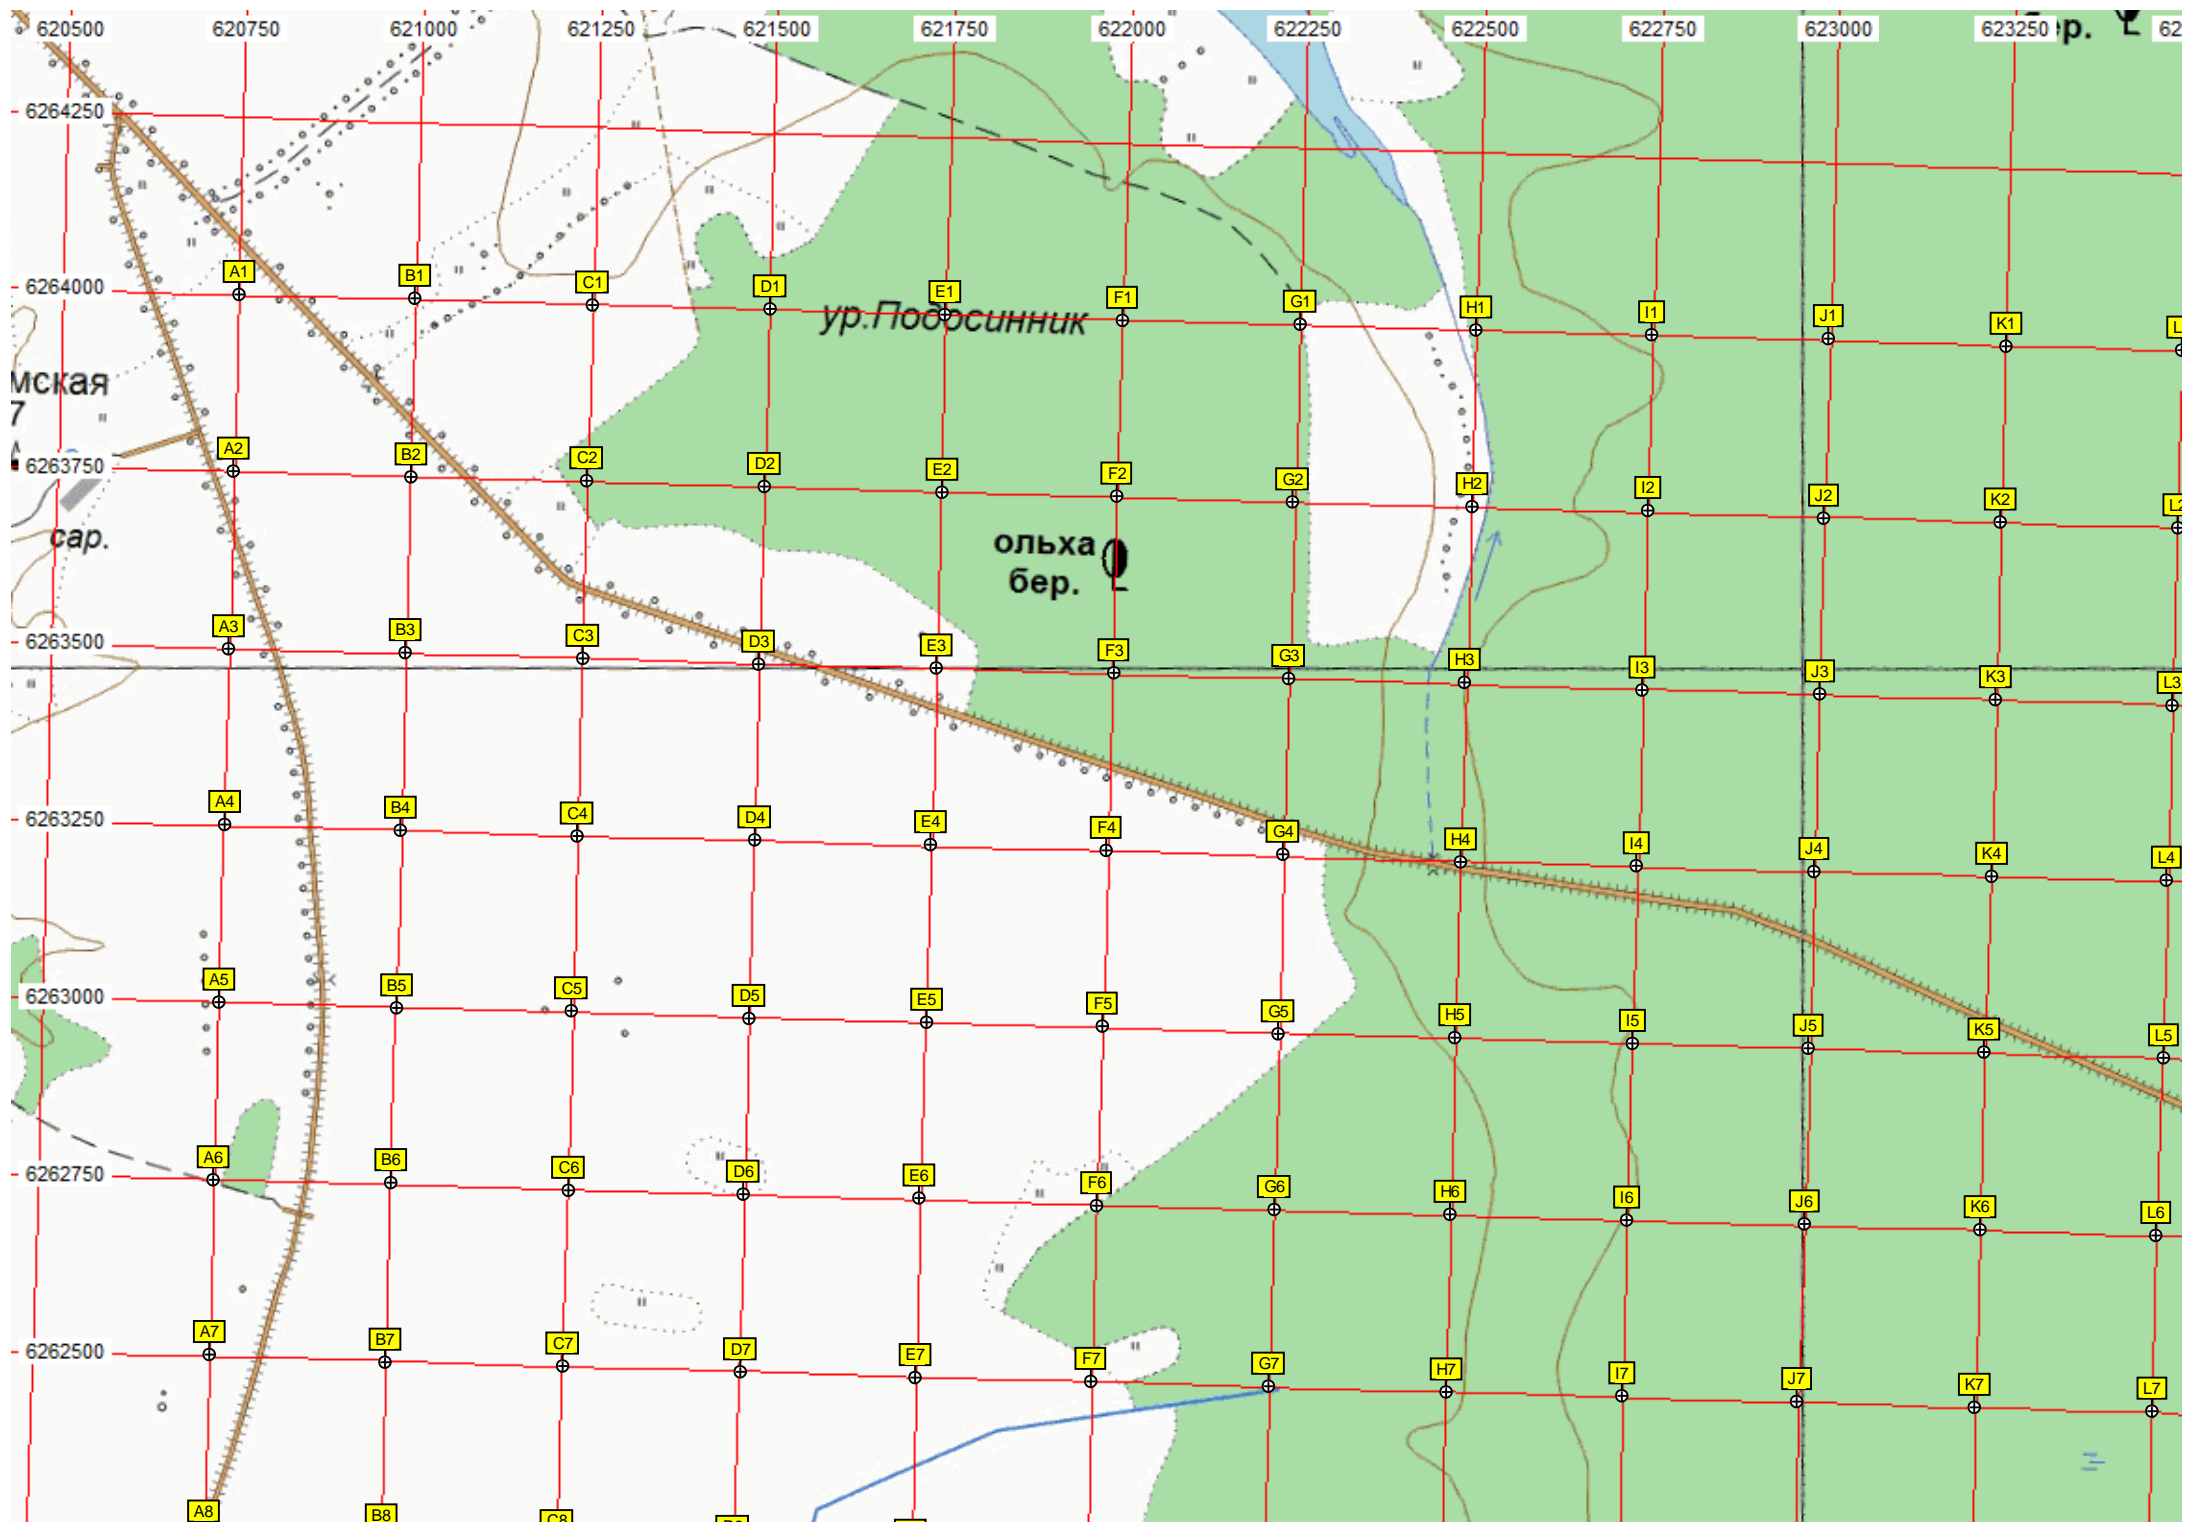 620500 620750 621000 621250 621500 621750 622000 622250 622500 622750 623000 623250 ер. 62
6264250
6264000
A1 B1 C1 D1 E1 F1 G1 H1 I1 J1 K1 L
ур.Подосинник
мская
7
6263750
A2 B2 C2 D2 E2 F2 G2 H2 I2 J2 K2 L2
сар.
ольха
бер.
6263500
A3 B3 C3 D3 E3 F3 G3 H3 I3 J3 K3 L3
6263250
A4 B4 C4 D4 E4 F4 G4 H4 I4 J4 K4 L4
6263000
A5 B5 C5 D5 E5 F5 G5 H5 I5 J5 K5 L5
6262750
A6 B6 C6 D6 E6 F6 G6 H6 I6 J6 K6 L6
6262500
A7 B7 C7 D7 E7 F7 G7 H7 I7 J7 K7 L7
A8 B8 C8